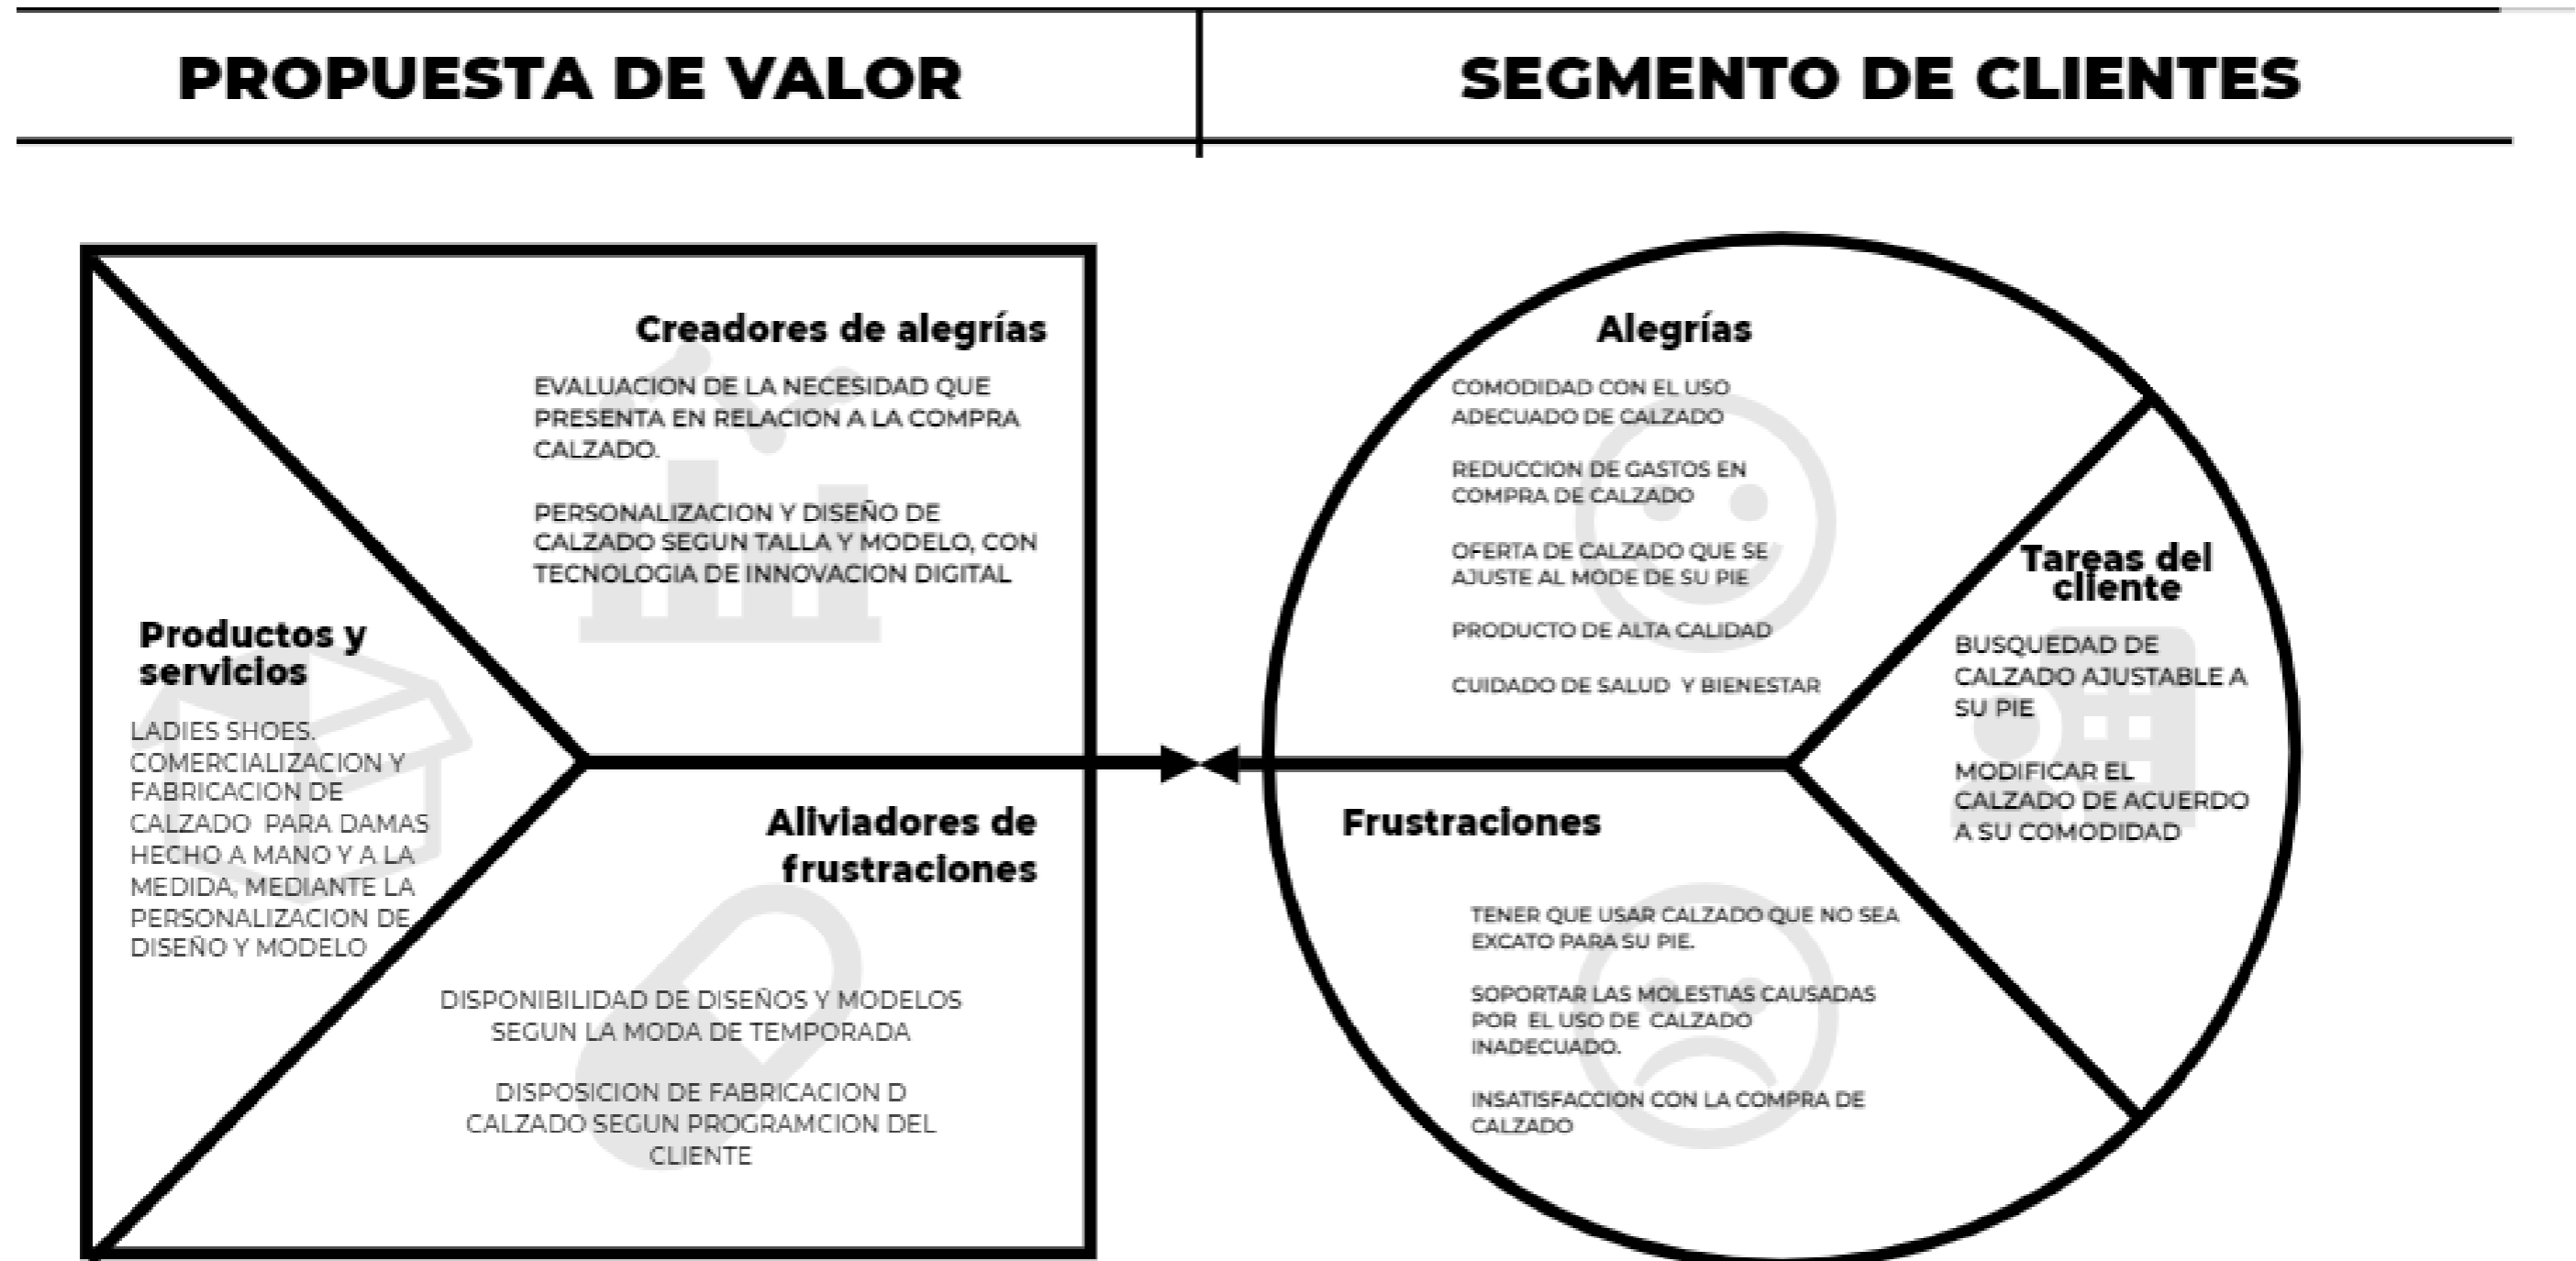 PROPUESTA DE VALOR
SEGMENTO DE CLIENTES
Creadores de alegrías
EVALUACION DE LA NECESIDAD QUE
PRESENTA EN RELACION A LA COMPRA
CALZADO.
PERSONALIZACION Y DISEÑO DE
CALZADO SEGUN TALLA Y MODELO, CON
TECNOLOGIA DE INNOVACION DIGITAL
Productos y
servicios
LADIES SHOES.
COMERCIALIZACION Y
FABRICACION DE
CALZADO PARA DAMAS
HECHO A MANO Y A LA
MEDIDA, MEDIANTE LA
PERSONALIZACION DE
DISEÑO Y MODELO
Aliviadores de
frustraciones
DISPONIBILIDAD DE DISEÑOS Y MODELOS
SEGUN LA MODA DE TEMPORADA
DISPOSICION DE FABRICACION D
CALZADO SEGUN PROGRAMCION DEL
CLIENTE
Alegrías
COMODIDAD CON EL USO
ADECUADO DE CALZADO
REDUCCION DE GASTOS EN
COMPRA DE CALZADO
OFERTA DE CALZADO QUE SE
AJUSTE AL MODE DE SU PIE
PRODUCTO DE ALTA CALIDAD
CUIDADO DE SALUD Y BIENESTAR
Tareas del
cliente
BUSQUEDAD DE
CALZADO AJUSTABLE A
SU PIE
MODIFICAR EL
CALZADO DE ACUERDO
A SU COMODIDAD
Frustraciones
TENER QUE USAR CALZADO QUE NO SEA
EXCATO PARA SU PIE.
SOPORTAR LAS MOLESTIAS CAUSADAS
POR EL USO DE CALZADO
INADECUADO.
INSATISFACCION CON LA COMPRA DE
CALZADO